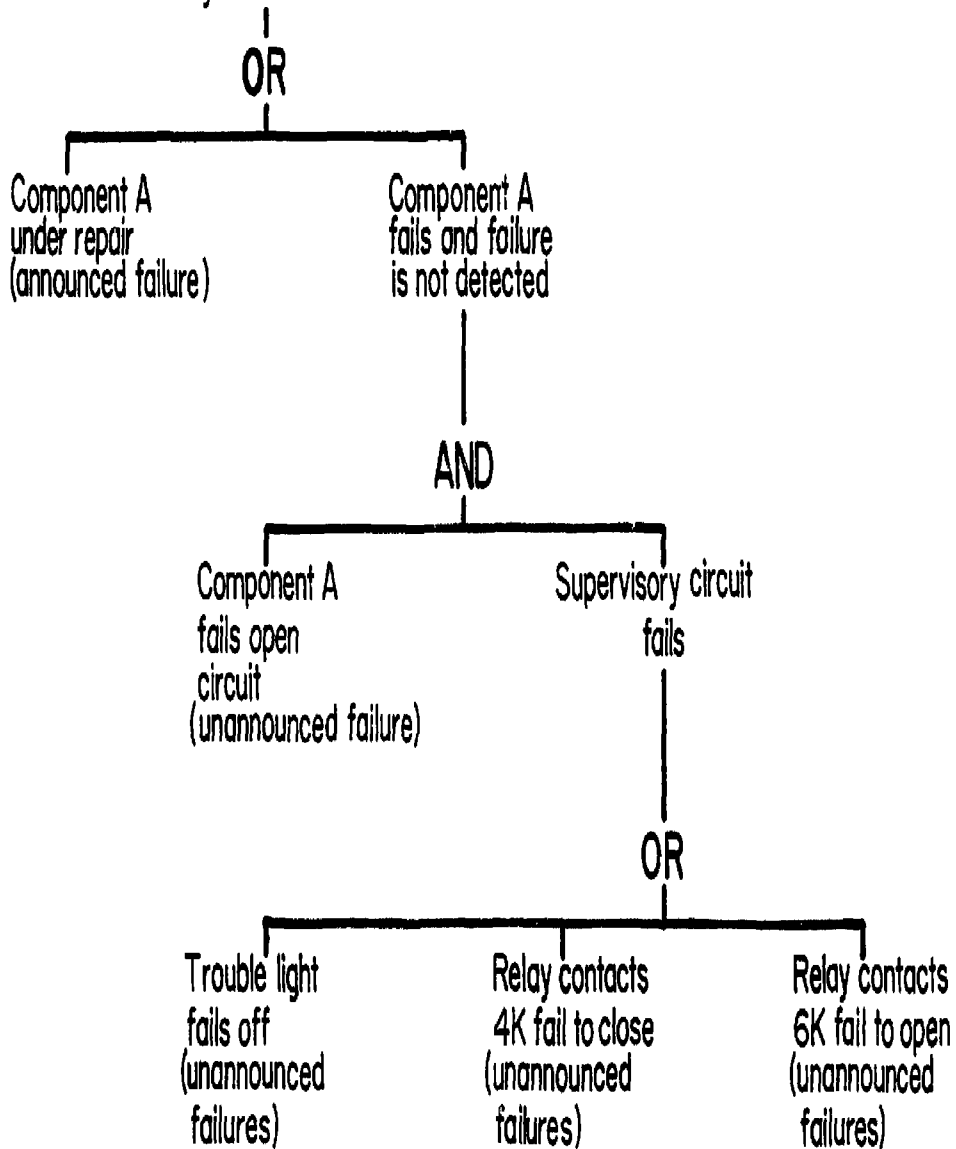 OR
Component A
under repair
(announced failure)
Component A
fails and failure
is not detected
AND
Component A
fails open
circuit
(unannounced failure)
Supervisory circuit
fails
OR
Trouble light
fails off
(unannounced
failures)
Relay contacts
4K fail to close
(unannounced
failures)
Relay contacts
6K fail to open
(unannounced
failures)